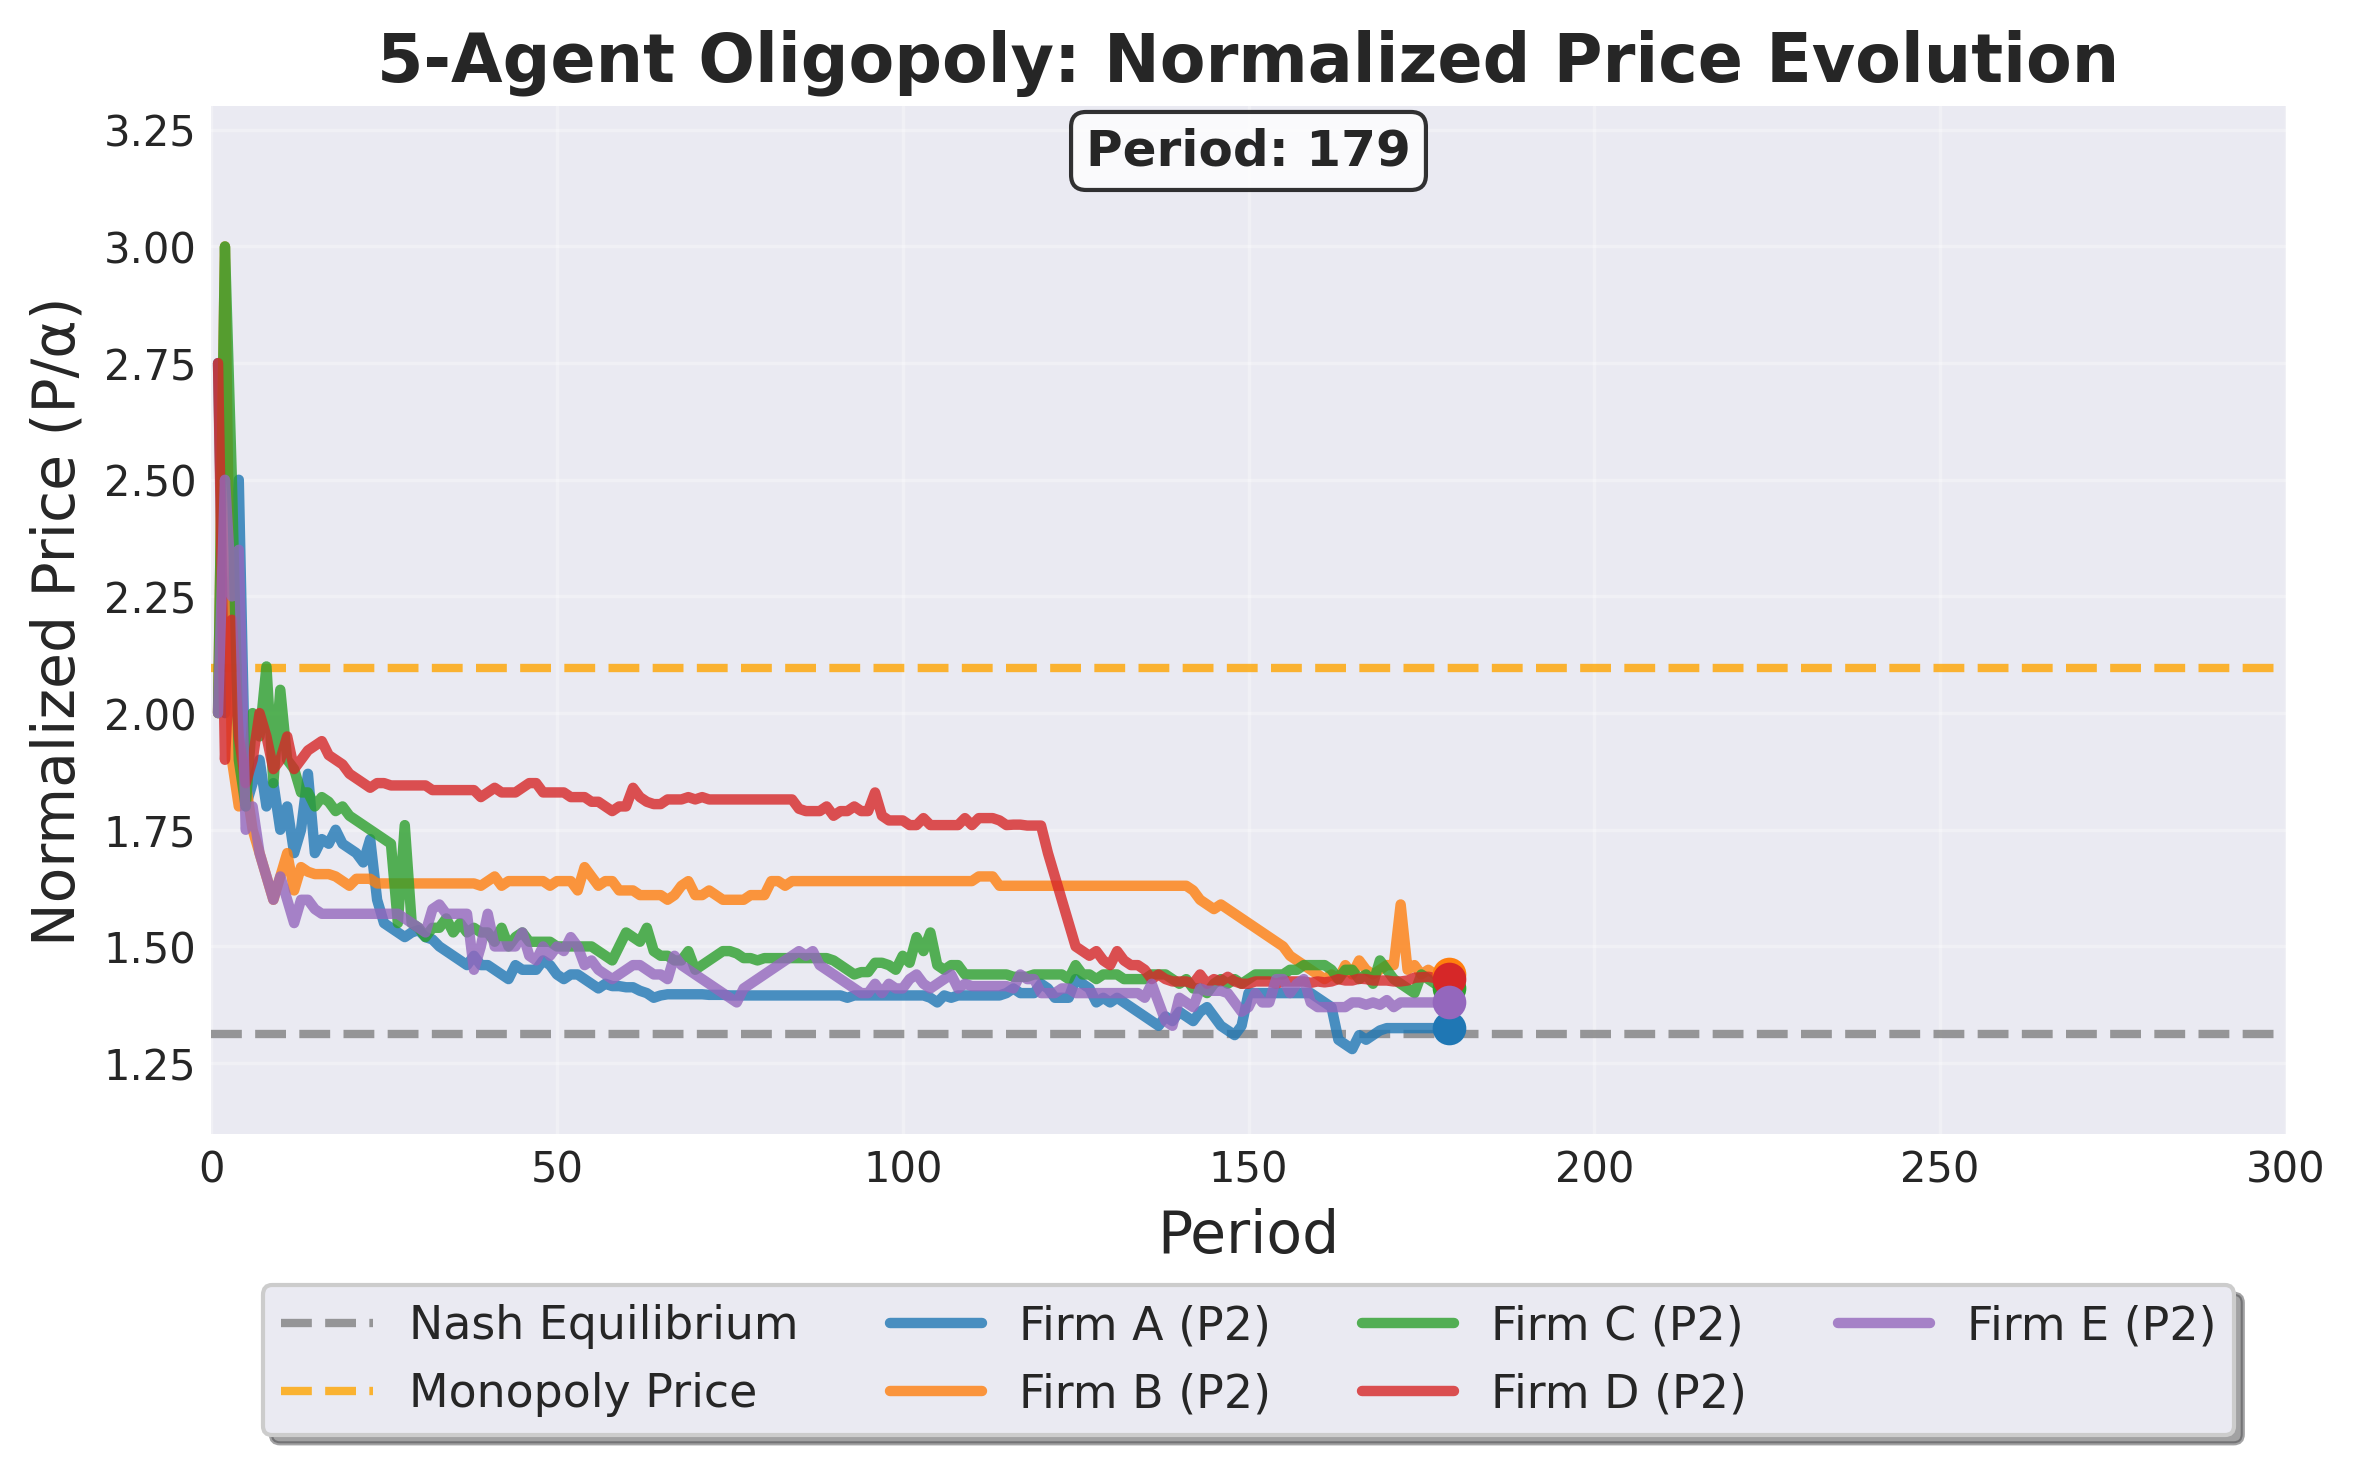 5-Agent Oligopoly: Normalized Price Evolution
Period: 179
Normalized Price (P/α)
3.25
3.00
2.75
2.50
2.25
2.00
1.75
1.50
1.25
0 50 100 150 200 250 300
Period
Nash Equilibrium Firm A (P2) Firm C (P2) Firm E (P2)
Monopoly Price Firm B (P2) Firm D (P2)